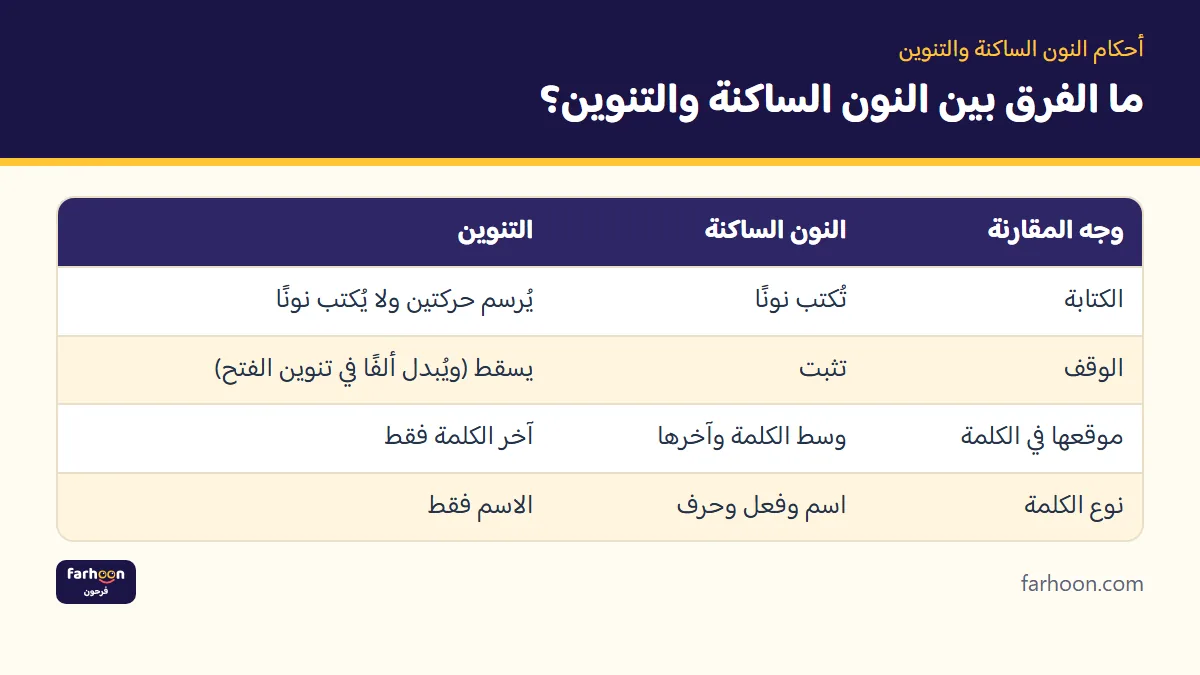 أحكام النون الساكنة والتنوين
ما الفرق بين النون الساكنة والتنوين؟
وجه المقارنة النون الساكنة التنوين
الكتابة تُكتب نونًا يُرسم حركتين ولا يُكتب نونًا
الوقف تثبت يسقط (ويُبدل ألفًا في تنوين الفتح)
موقعها في الكلمة وسط الكلمة وآخرها آخر الكلمة فقط
نوع الكلمة اسم وفعل وحرف الاسم فقط
farhoon.com
farhoon
فرحون